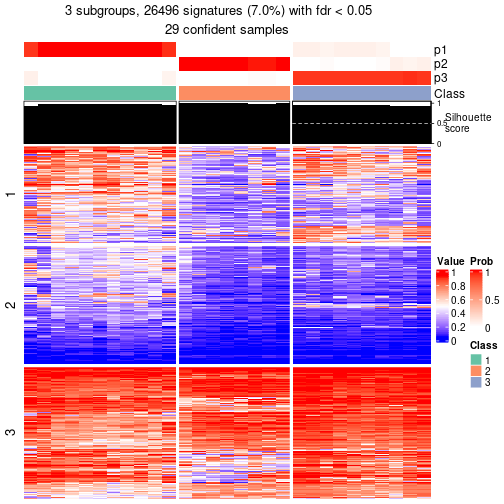 3 subgroups, 26496 signatures (7.0%) with fdr < 0.05
29 confident samples
p1
p2
p3
Class
1
0.5
0
Silhouette
score
1
2
3
Value
1
0.8
0.6
0.4
0.2
0
Prob
1
0.5
0
Class
1
2
3